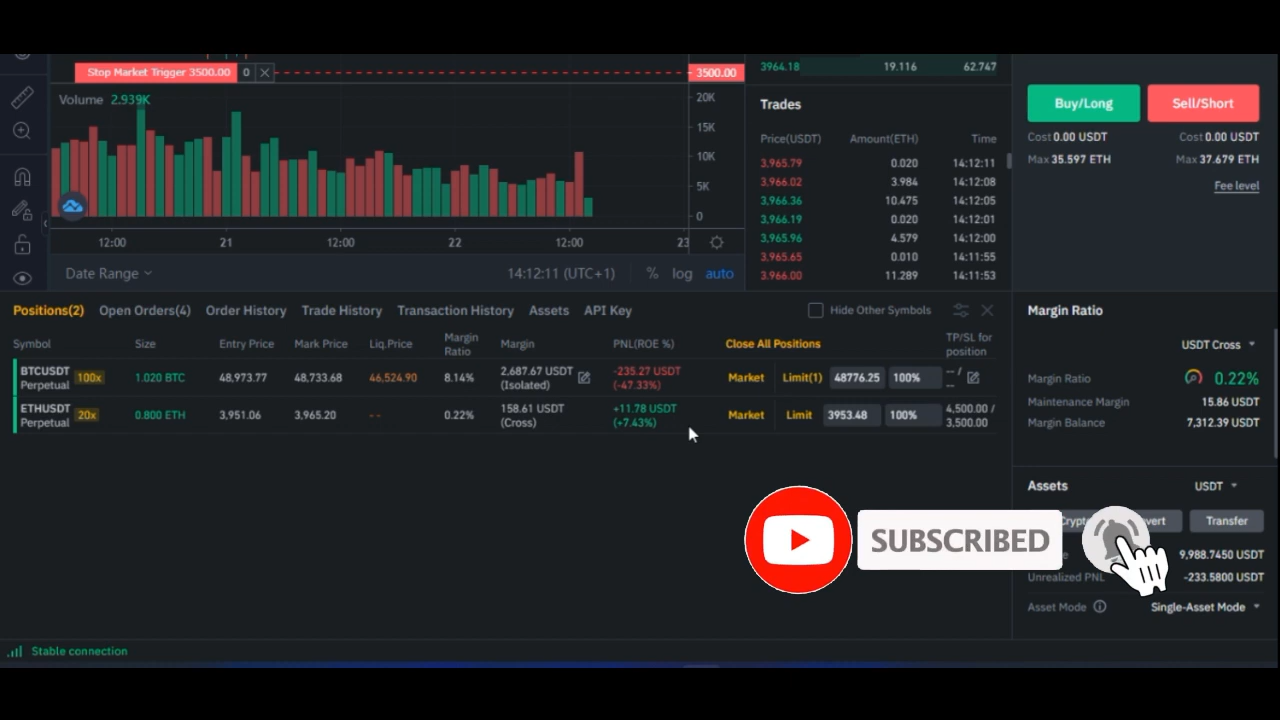 3964.18 19.116 62.747
Stop Market Trigger 3500.00 0
3500.00
Volume 2.939K
20K
15K
10K
5K
0
12:00 21 12:00 22 12:00 23
Date Range 14:12:11 (UTC+1) % log auto
Trades
Price(USDT) Amount(ETH) Time
3,965.79 0.020 14:12:11
3,966.02 3.984 14:12:08
3,966.36 10.475 14:12:05
3,966.19 0.020 14:12:01
3,965.96 4.579 14:12:00
3,965.65 0.010 14:11:55
3,966.00 11.289 14:11:53
Buy/Long Sell/Short
Cost 0.00 USDT Cost 0.00 USDT
Max 35.597 ETH Max 37.679 ETH
Fee level
Positions(2) Open Orders(4) Order History Trade History Transaction History Assets API Key Hide Other Symbols
Symbol Size Entry Price Mark Price Liq.Price Margin Ratio Margin PNL(ROE %) Close All Positions TP/SL for position
BTCUSDT Perpetual 100x 1.020 BTC 48,973.77 48,733.68 46,524.90 8.14% 2,687.67 USDT (Isolated) -235.27 USDT (-47.33%) Market Limit(1) 48776.25 100% -- / --
ETHUSDT Perpetual 20x 0.800 ETH 3,951.06 3,965.20 -- 0.22% 158.61 USDT (Cross) +11.78 USDT (+7.43%) Market Limit 3953.48 100% 4,500.00 / 3,500.00
Margin Ratio
USDT Cross
Margin Ratio 0.22%
Maintenance Margin 15.86 USDT
Margin Balance 7,312.39 USDT
Assets USDT
Transfer
9,988.7450 USDT
Unrealized PNL -233.5800 USDT
Asset Mode Single-Asset Mode
SUBSCRIBED
Stable connection